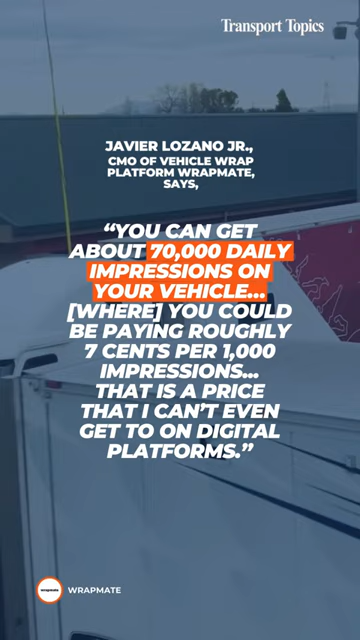 Transport Topics
JAVIER LOZANO JR.,
CMO OF VEHICLE WRAP
PLATFORM WRAPMATE,
SAYS,
“YOU CAN GET
ABOUT 70,000 DAILY
IMPRESSIONS ON
YOUR VEHICLE...
[WHERE] YOU COULD
BE PAYING ROUGHLY
7 CENTS PER 1,000
IMPRESSIONS...
THAT IS A PRICE
THAT I CAN’T EVEN
GET TO ON DIGITAL
PLATFORMS.”
wrapmate
WRAPMATE